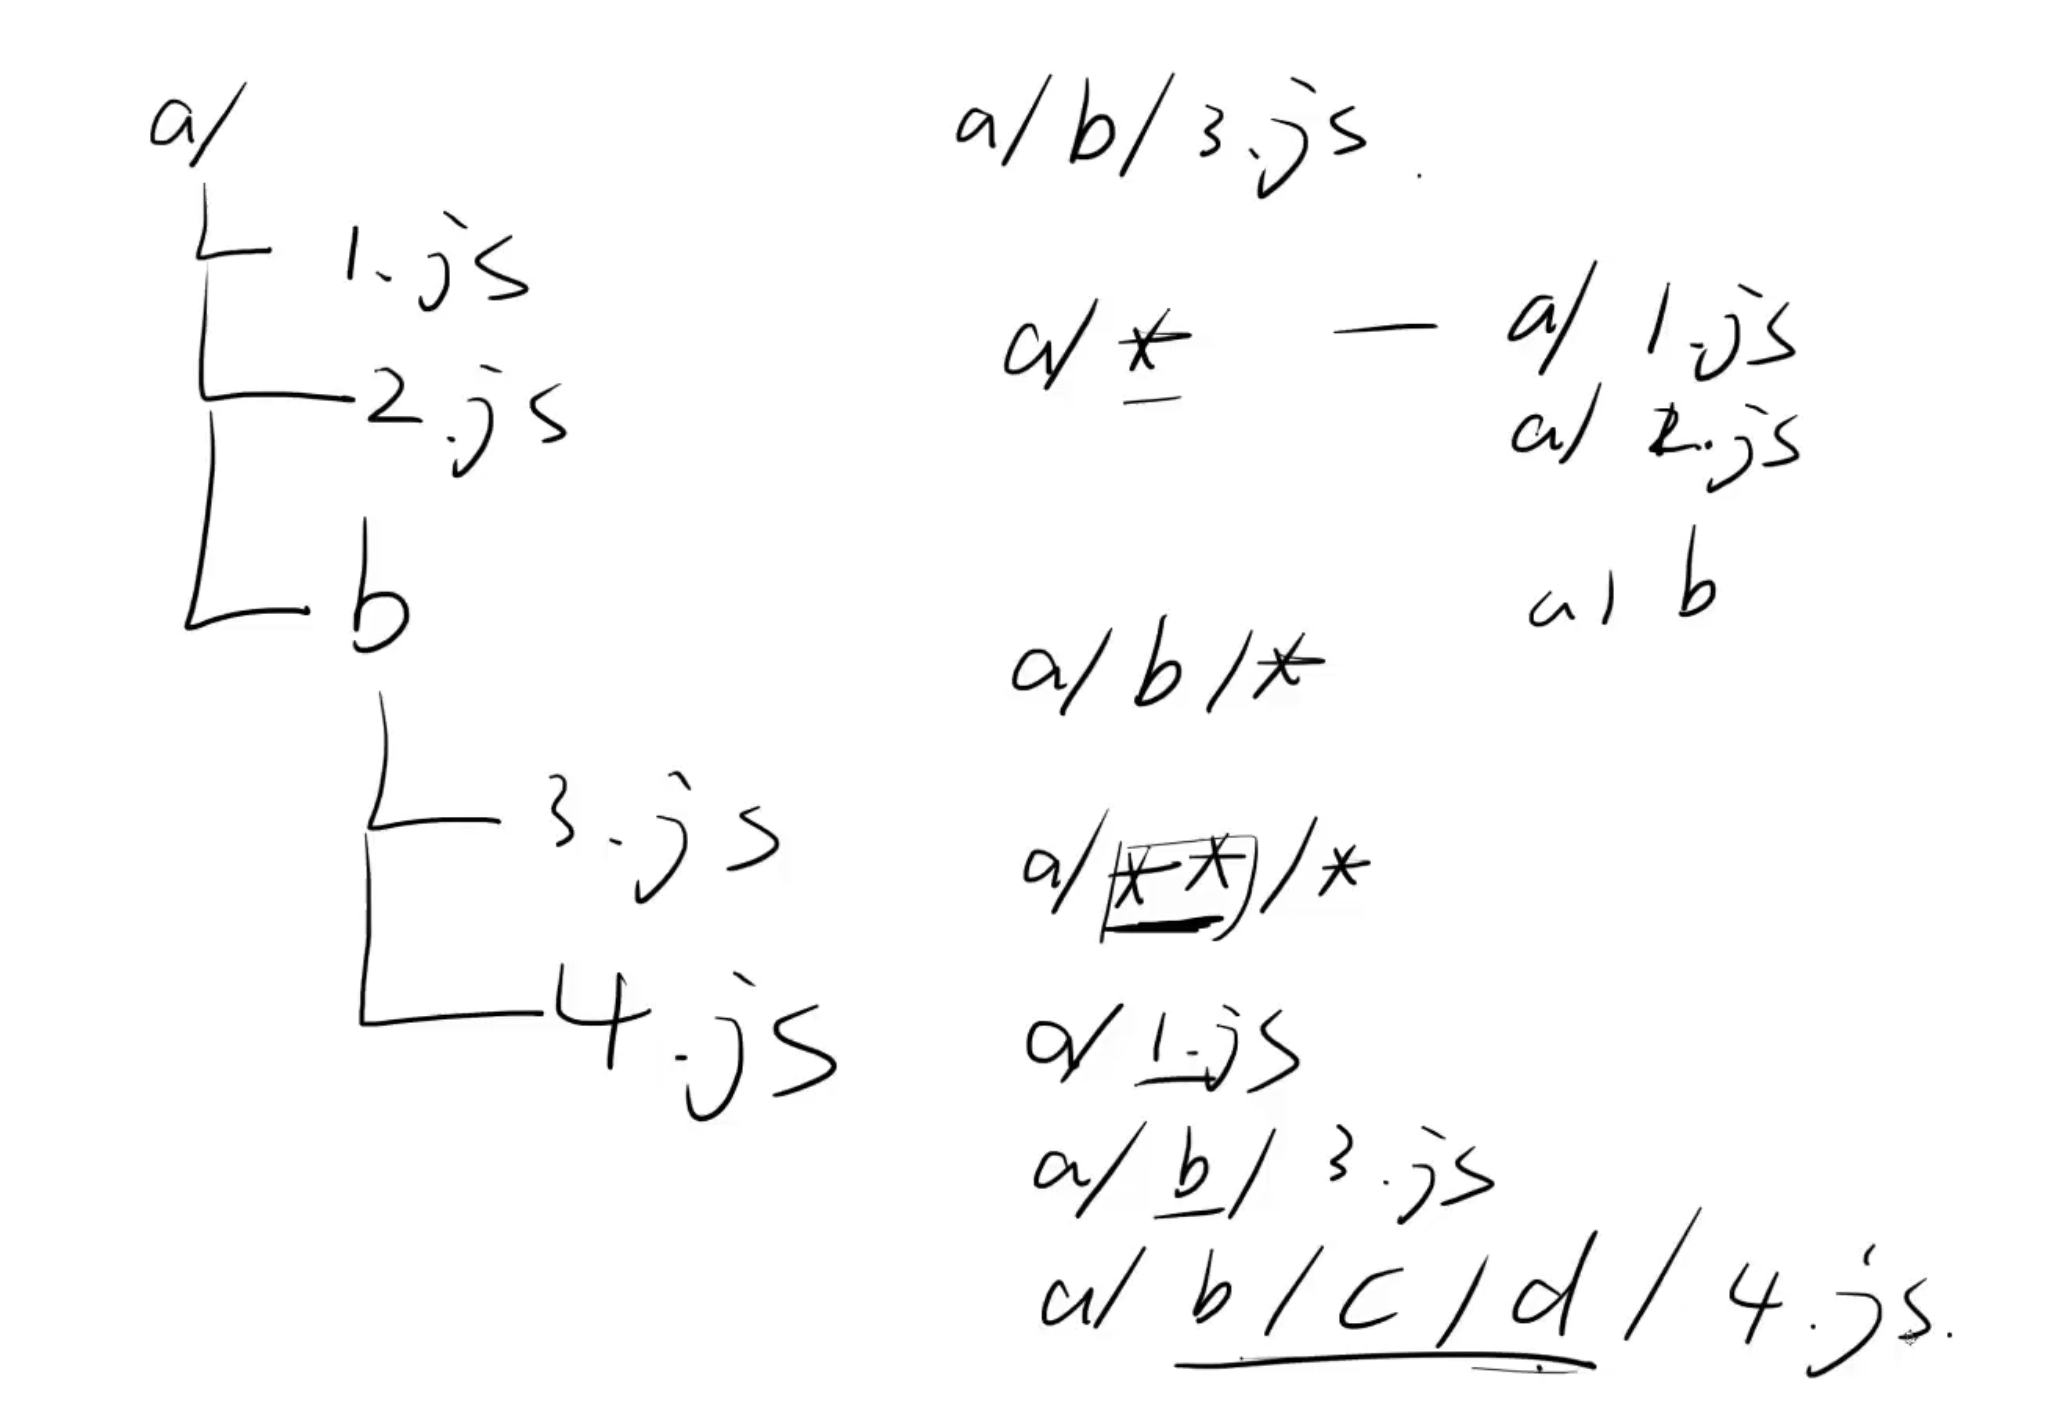 a/
1.js
2.js
b
3.js
4.js
a/b/3.js.
a/* — a/1.js
a/2.js
a/b
a/b/*
a/**/*
a/1.js
a/b/3.js
a/b/c/d/4.js.